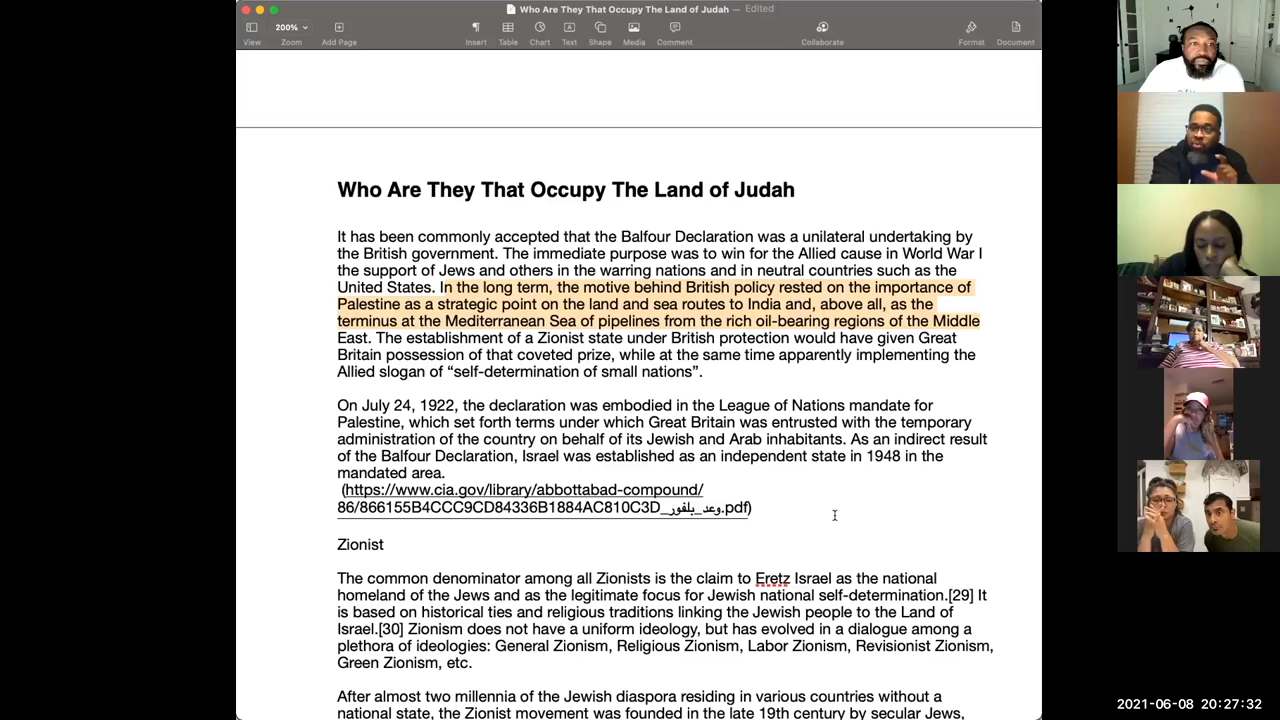 Who Are They That Occupy The Land of Judah — Edited
200%
View
Zoom
Add Page
Insert
Table
Chart
Text
Shape
Media
Comment
Collaborate
Format
Document
Who Are They That Occupy The Land of Judah
It has been commonly accepted that the Balfour Declaration was a unilateral undertaking by
the British government. The immediate purpose was to win for the Allied cause in World War I
the support of Jews and others in the warring nations and in neutral countries such as the
United States. In the long term, the motive behind British policy rested on the importance of
Palestine as a strategic point on the land and sea routes to India and, above all, as the
terminus at the Mediterranean Sea of pipelines from the rich oil-bearing regions of the Middle
East. The establishment of a Zionist state under British protection would have given Great
Britain possession of that coveted prize, while at the same time apparently implementing the
Allied slogan of “self-determination of small nations”.
On July 24, 1922, the declaration was embodied in the League of Nations mandate for
Palestine, which set forth terms under which Great Britain was entrusted with the temporary
administration of the country on behalf of its Jewish and Arab inhabitants. As an indirect result
of the Balfour Declaration, Israel was established as an independent state in 1948 in the
mandated area.
(https://www.cia.gov/library/abbottabad-compound/
86/866155B4CCC9CD84336B1884AC810C3D_وعد_بلفور.pdf)
Zionist
The common denominator among all Zionists is the claim to Eretz Israel as the national
homeland of the Jews and as the legitimate focus for Jewish national self-determination.[29] It
is based on historical ties and religious traditions linking the Jewish people to the Land of
Israel.[30] Zionism does not have a uniform ideology, but has evolved in a dialogue among a
plethora of ideologies: General Zionism, Religious Zionism, Labor Zionism, Revisionist Zionism,
Green Zionism, etc.
After almost two millennia of the Jewish diaspora residing in various countries without a
national state, the Zionist movement was founded in the late 19th century by secular Jews,
2021-06-08 20:27:32